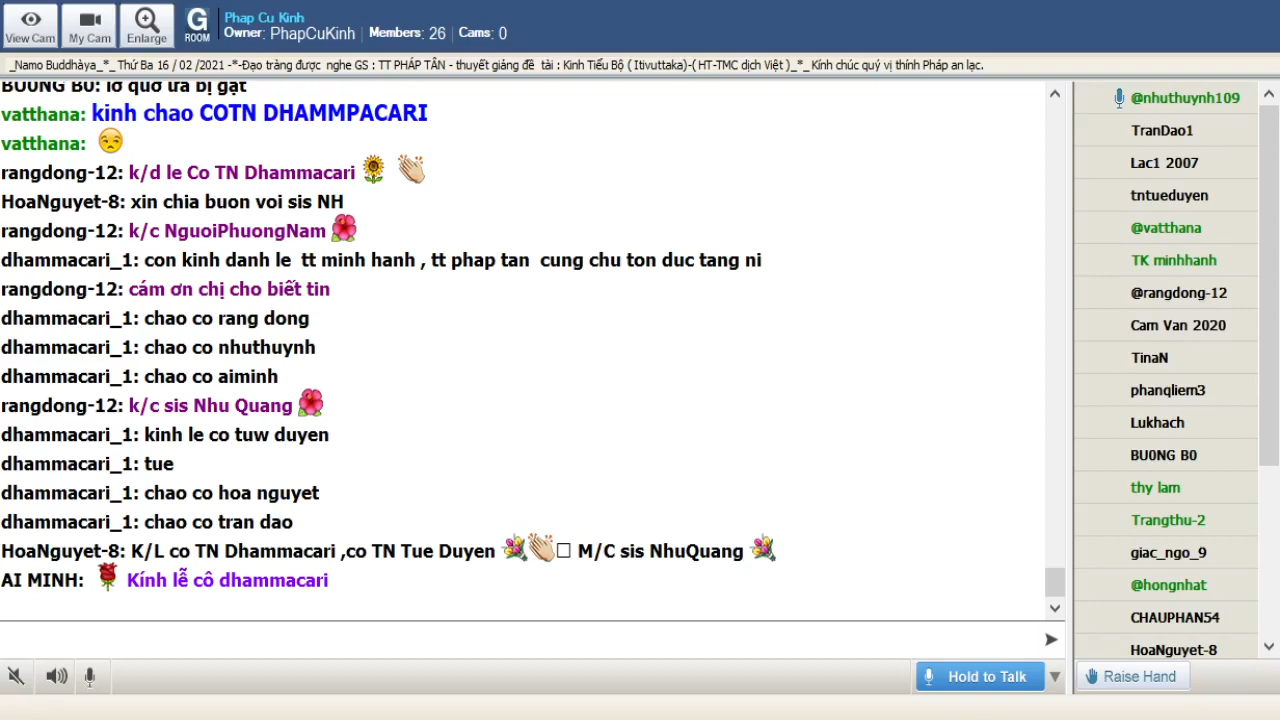 View Cam
My Cam
Enlarge
G
ROOM
Phap Cu Kinh
Owner: PhapCuKinh | Members: 26 | Cams: 0
_Namo Buddhàya_*_ Thứ Ba 16 / 02 /2021 -*-Đạo tràng được nghe GS : TT PHÁP TÂN - thuyết giảng đề tài : Kinh Tiểu Bộ ( Itivuttaka)-( HT-TMC dịch Việt )_*_ Kính chúc quý vị thính Pháp an lạc.
BU0NG B0: lơ quơ ưa bị gạt
vatthana: kinh chao COTN DHAMMPACARI
vatthana:
rangdong-12: k/d le Co TN Dhammacari
HoaNguyet-8: xin chia buon voi sis NH
rangdong-12: k/c NguoiPhuongNam
dhammacari_1: con kinh danh le tt minh hanh , tt phap tan cung chu ton duc tang ni
rangdong-12: cám ơn chị cho biết tin
dhammacari_1: chao co rang dong
dhammacari_1: chao co nhuthuynh
dhammacari_1: chao co aiminh
rangdong-12: k/c sis Nhu Quang
dhammacari_1: kinh le co tuw duyen
dhammacari_1: tue
dhammacari_1: chao co hoa nguyet
dhammacari_1: chao co tran dao
HoaNguyet-8: K/L co TN Dhammacari ,co TN Tue Duyen M/C sis NhuQuang
AI MINH: Kính lễ cô dhammacari
@nhuthuynh109
TranDao1
Lac1 2007
tntueduyen
@vatthana
TK minhhanh
@rangdong-12
Cam Van 2020
TinaN
phanqliem3
Lukhach
BU0NG B0
thy lam
Trangthu-2
giac_ngo_9
@hongnhat
CHAUPHAN54
HoaNguyet-8
Hold to Talk
Raise Hand